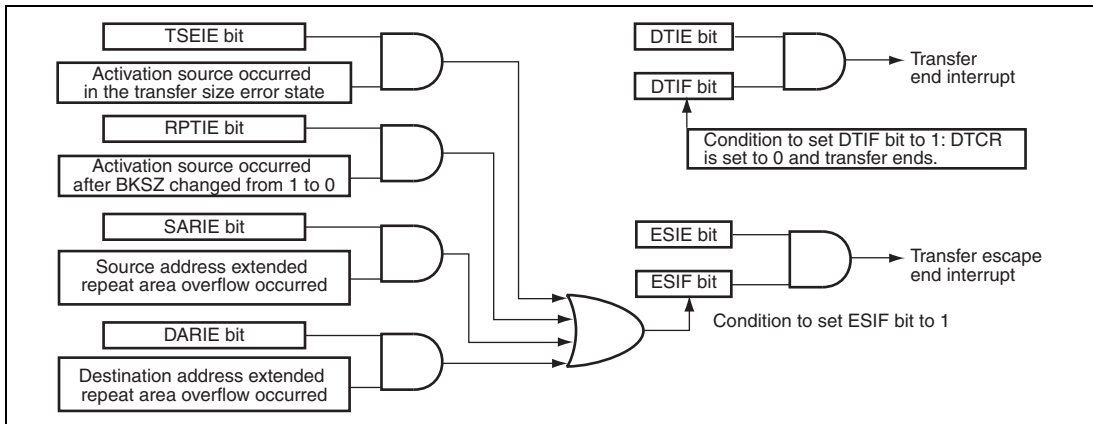 TSEIE bit
Activation source occurred
in the transfer size error state
RPTIE bit
Activation source occurred
after BKSZ changed from 1 to 0
SARIE bit
Source address extended
repeat area overflow occurred
DARIE bit
Destination address extended
repeat area overflow occurred
DTIE bit
DTIF bit
Transfer
end interrupt
Condition to set DTIF bit to 1: DTCR
is set to 0 and transfer ends.
ESIE bit
ESIF bit
Transfer escape
end interrupt
Condition to set ESIF bit to 1